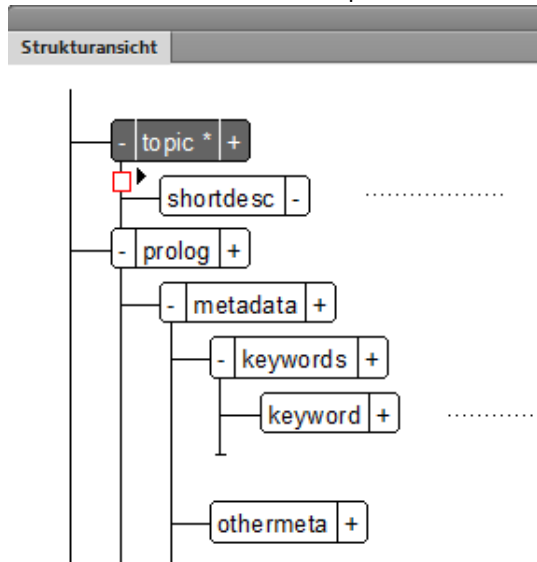 Strukturansicht
- topic * +
shortdesc -
- prolog +
- metadata +
- keywords +
keyword +
othermeta +